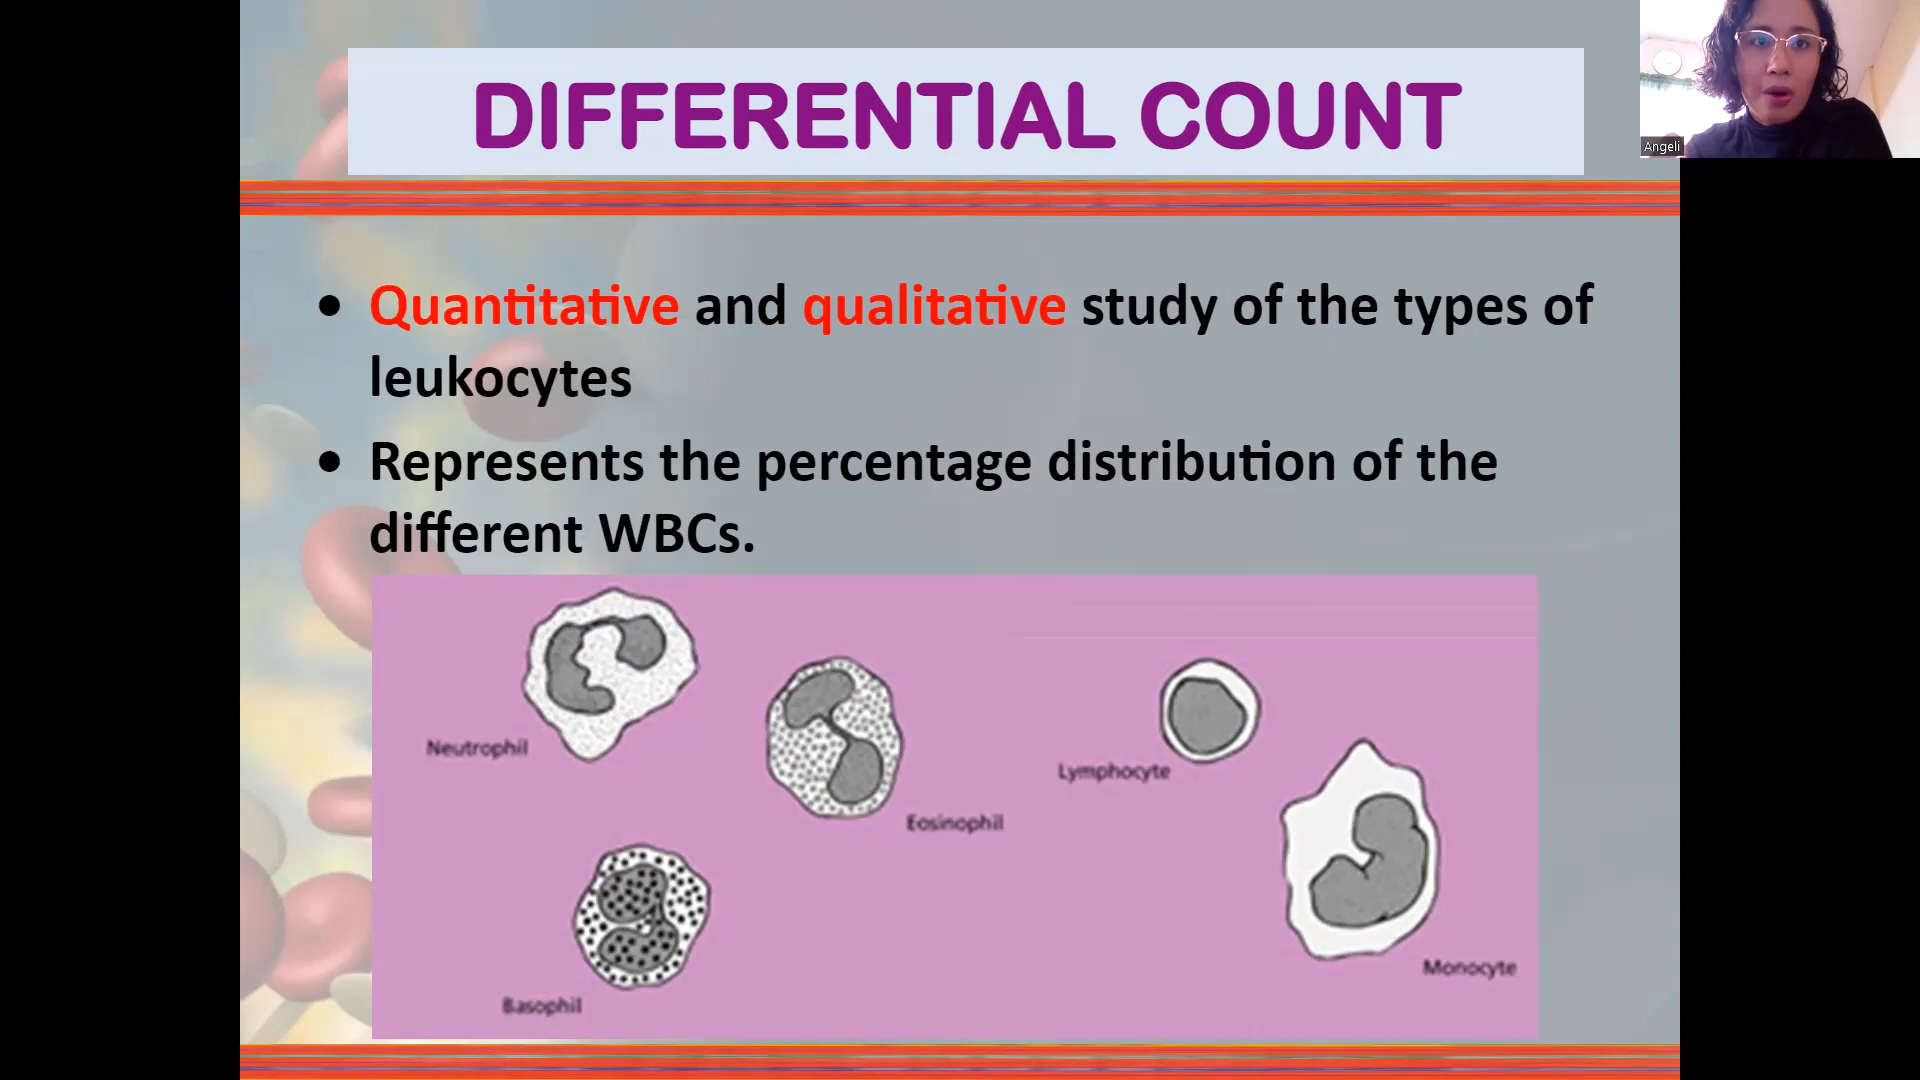 DIFFERENTIAL COUNT
Angeli
• Quantitative and qualitative study of the types of
leukocytes
• Represents the percentage distribution of the
different WBCs.
Neutrophil
Eosinophil
Lymphocyte
Basophil
Monocyte